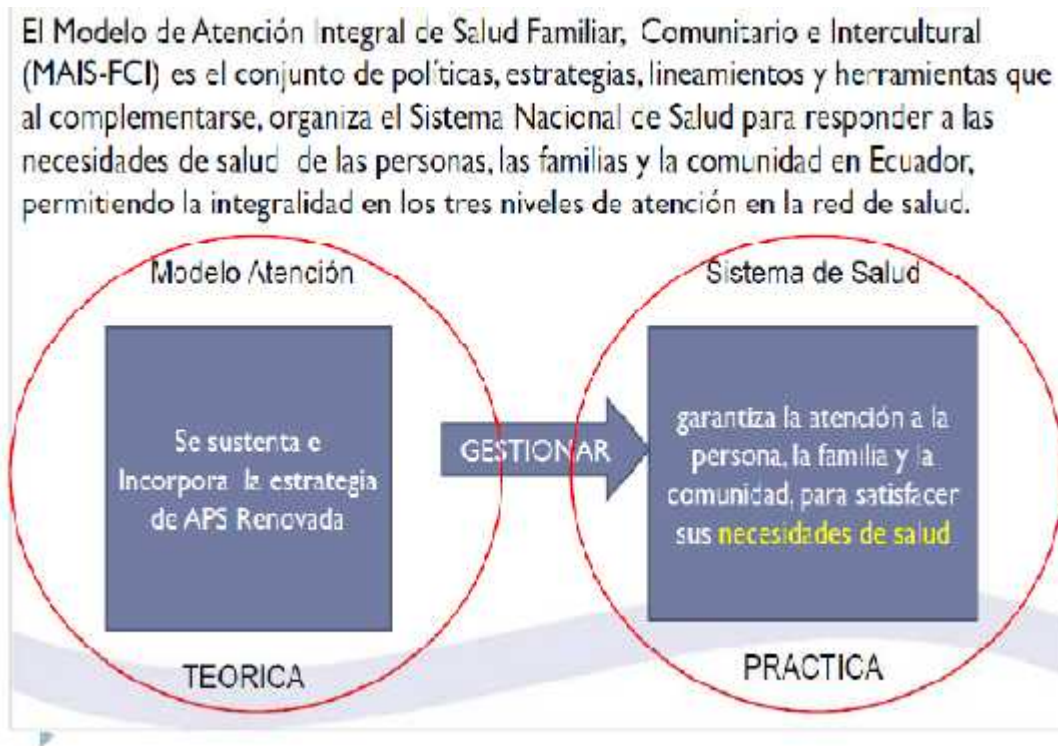 El Modelo de Atención Integral de Salud Familiar, Comunitario e Intercultural
(MAIS-FCI) es el conjunto de políticas, estrategias, lineamientos y herramientas que
al complementarse, organiza el Sistema Nacional de Salud para responder a las
necesidades de salud de las personas, las familias y la comunidad en Ecuador,
permitiendo la integralidad en los tres niveles de atención en la red de salud.
Modelo Atención
Se sustenta e
Incorpora la estrategia
de APS Renovada
TEORICA
GESTIONAR
Sistema de Salud
garantiza la atención a la
persona, la familia y la
comunidad, para satisfacer
sus necesidades de salud
PRACTICA